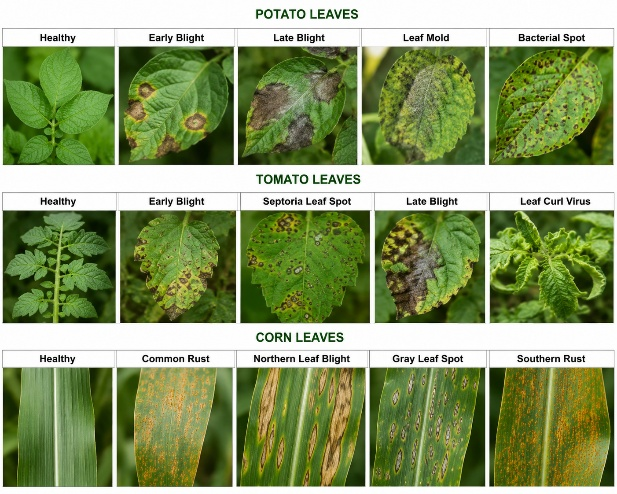 POTATO LEAVES
Healthy Early Blight Late Blight Leaf Mold Bacterial Spot
TOMATO LEAVES
Healthy Early Blight Septoria Leaf Spot Late Blight Leaf Curl Virus
CORN LEAVES
Healthy Common Rust Northern Leaf Blight Gray Leaf Spot Southern Rust